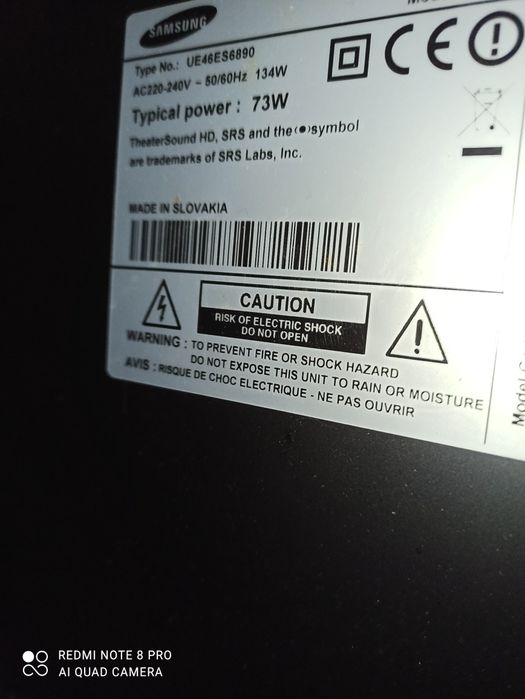 SAMSUNG
Type No.: UE46ES6890
AC220-240V ~ 50/60Hz 134W
Typical power : 73W
TheaterSound HD, SRS and the symbol
are trademarks of SRS Labs, Inc.
MADE IN SLOVAKIA
CAUTION
RISK OF ELECTRIC SHOCK
DO NOT OPEN
WARNING : TO PREVENT FIRE OR SHOCK HAZARD
DO NOT EXPOSE THIS UNIT TO RAIN OR MOISTURE
AVIS : RISQUE DE CHOC ELECTRIQUE - NE PAS OUVRIR
Model
REDMI NOTE 8 PRO
AI QUAD CAMERA